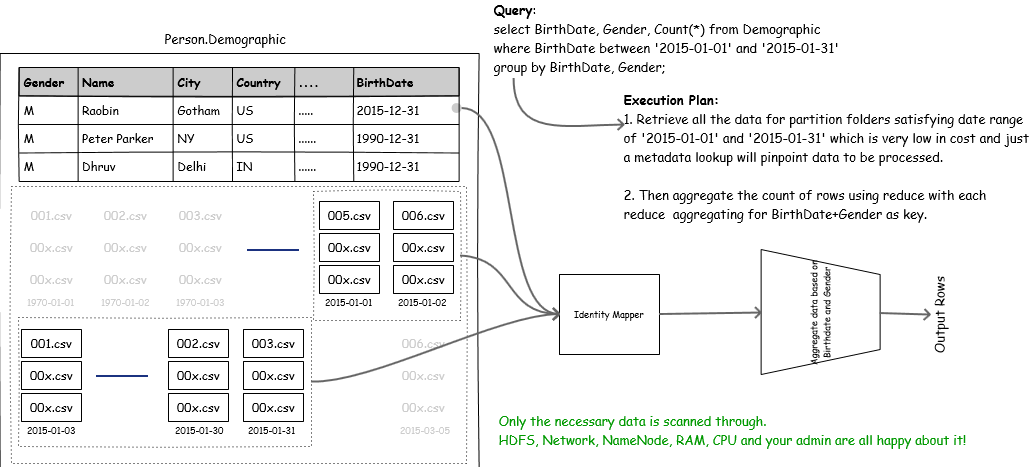 Query:
select BirthDate, Gender, Count(*) from Demographic
where BirthDate between '2015-01-01' and '2015-01-31'
group by BirthDate, Gender;
Person.Demographic
Gender Name City Country .... BirthDate
M Raobin Gotham US ..... 2015-12-31
M Peter Parker NY US ...... 1990-12-31
M Dhruv Delhi IN ...... 1990-12-31
Execution Plan:
1. Retrieve all the data for partition folders satisfying date range
of '2015-01-01' and '2015-01-31' which is very low in cost and just
a metadata lookup will pinpoint data to be processed.
2. Then aggregate the count of rows using reduce with each
reduce aggregating for BirthDate+Gender as key.
001.csv 002.csv 003.csv 005.csv 006.csv
00x.csv 00x.csv 00x.csv 00x.csv 00x.csv
00x.csv 00x.csv 00x.csv 00x.csv 00x.csv
1970-01-01 1970-01-02 1970-01-03 2015-01-01 2015-01-02
001.csv 002.csv 003.csv 006.csv
00x.csv 00x.csv 00x.csv 00x.csv
00x.csv 00x.csv 00x.csv 00x.csv
2015-01-03 2015-01-30 2015-01-31 2015-03-05
Identity Mapper
Aggregate data based on
Birthdate and Gender
Output Rows
Only the necessary data is scanned through.
HDFS, Network, NameNode, RAM, CPU and your admin are all happy about it!